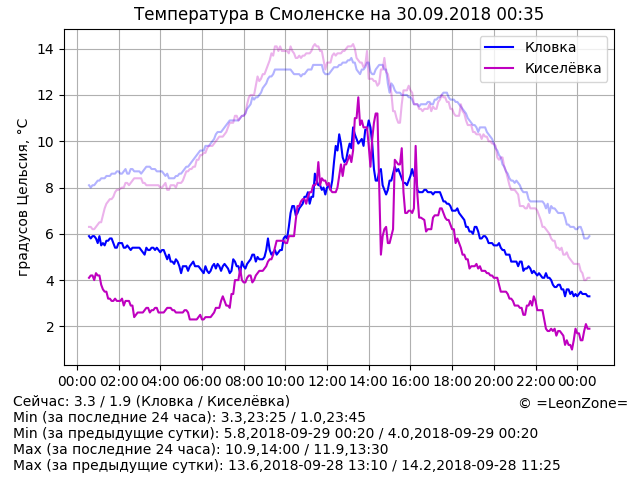 Температура в Смоленске на 30.09.2018 00:35
Кловка
Киселёвка
градусов Цельсия, °C
14
12
10
8
6
4
2
00:00 02:00 04:00 06:00 08:00 10:00 12:00 14:00 16:00 18:00 20:00 22:00 00:00
Сейчас: 3.3 / 1.9 (Кловка / Киселёвка)
© =LeonZone=
Min (за последние 24 часа): 3.3,23:25 / 1.0,23:45
Min (за предыдущие сутки): 5.8,2018-09-29 00:20 / 4.0,2018-09-29 00:20
Max (за последние 24 часа): 10.9,14:00 / 11.9,13:30
Max (за предыдущие сутки): 13.6,2018-09-28 13:10 / 14.2,2018-09-28 11:25